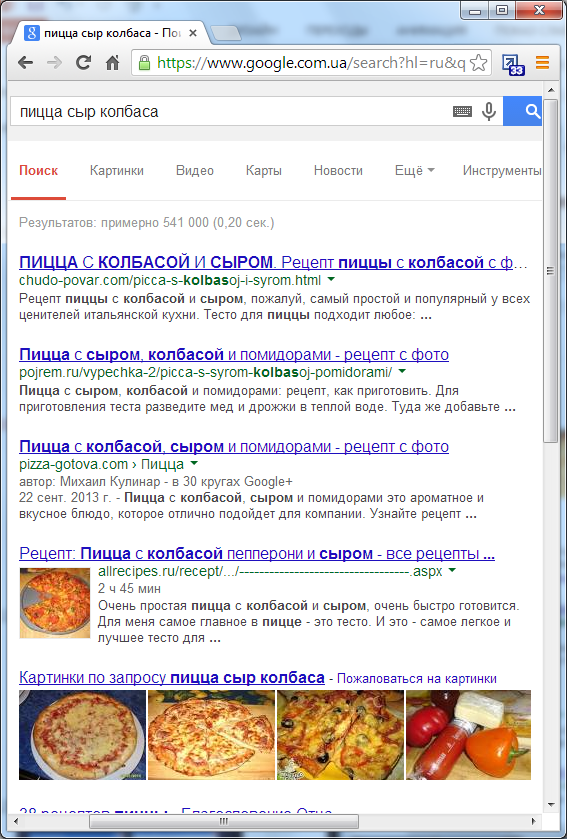 пицца сыр колбаса - Пои
https://www.google.com.ua/search?hl=ru&q
83
пицца сыр колбаса
Поиск Картинки Видео Карты Новости Ещё Инструменты
Результатов: примерно 541 000 (0,20 сек.)
ПИЦЦА С КОЛБАСОЙ И СЫРОМ. Рецепт пиццы с колбасой с ф…
chudo-povar.com/picca-s-kolbasoj-i-syrom.html
Рецепт пиццы с колбасой и сыром, пожалуй, самый простой и популярный у всех
ценителей итальянской кухни. Тесто для пиццы подходит любое: ...
Пицца с сыром, колбасой и помидорами - рецепт с фото
pojrem.ru/vypechka-2/picca-s-syrom-kolbasoj-pomidorami/
Пицца с сыром, колбасой и помидорами: рецепт, как приготовить. Для
приготовления теста разведите мед и дрожжи в теплой воде. Туда же добавьте ...
Пицца с колбасой, сыром и помидорами - рецепт с фото
pizza-gotova.com › Пицца
автор: Михаил Кулинар - в 30 кругах Google+
22 сент. 2013 г. - Пицца с колбасой, сыром и помидорами это ароматное и
вкусное блюдо, которое отлично подойдет для компании. Узнайте рецепт ...
Рецепт: Пицца с колбасой пепперони и сыром - все рецепты ...
allrecipes.ru/recept/.../----------------------------------.aspx
2 ч 45 мин
Очень простая пицца с колбасой и сыром, очень быстро готовится.
Для меня самое главное в пицце - это тесто. И это - самое легкое и
лучшее тесто для ...
Картинки по запросу пицца сыр колбаса - Пожаловаться на картинки
38 рецептов пиццы - Благословение Отца